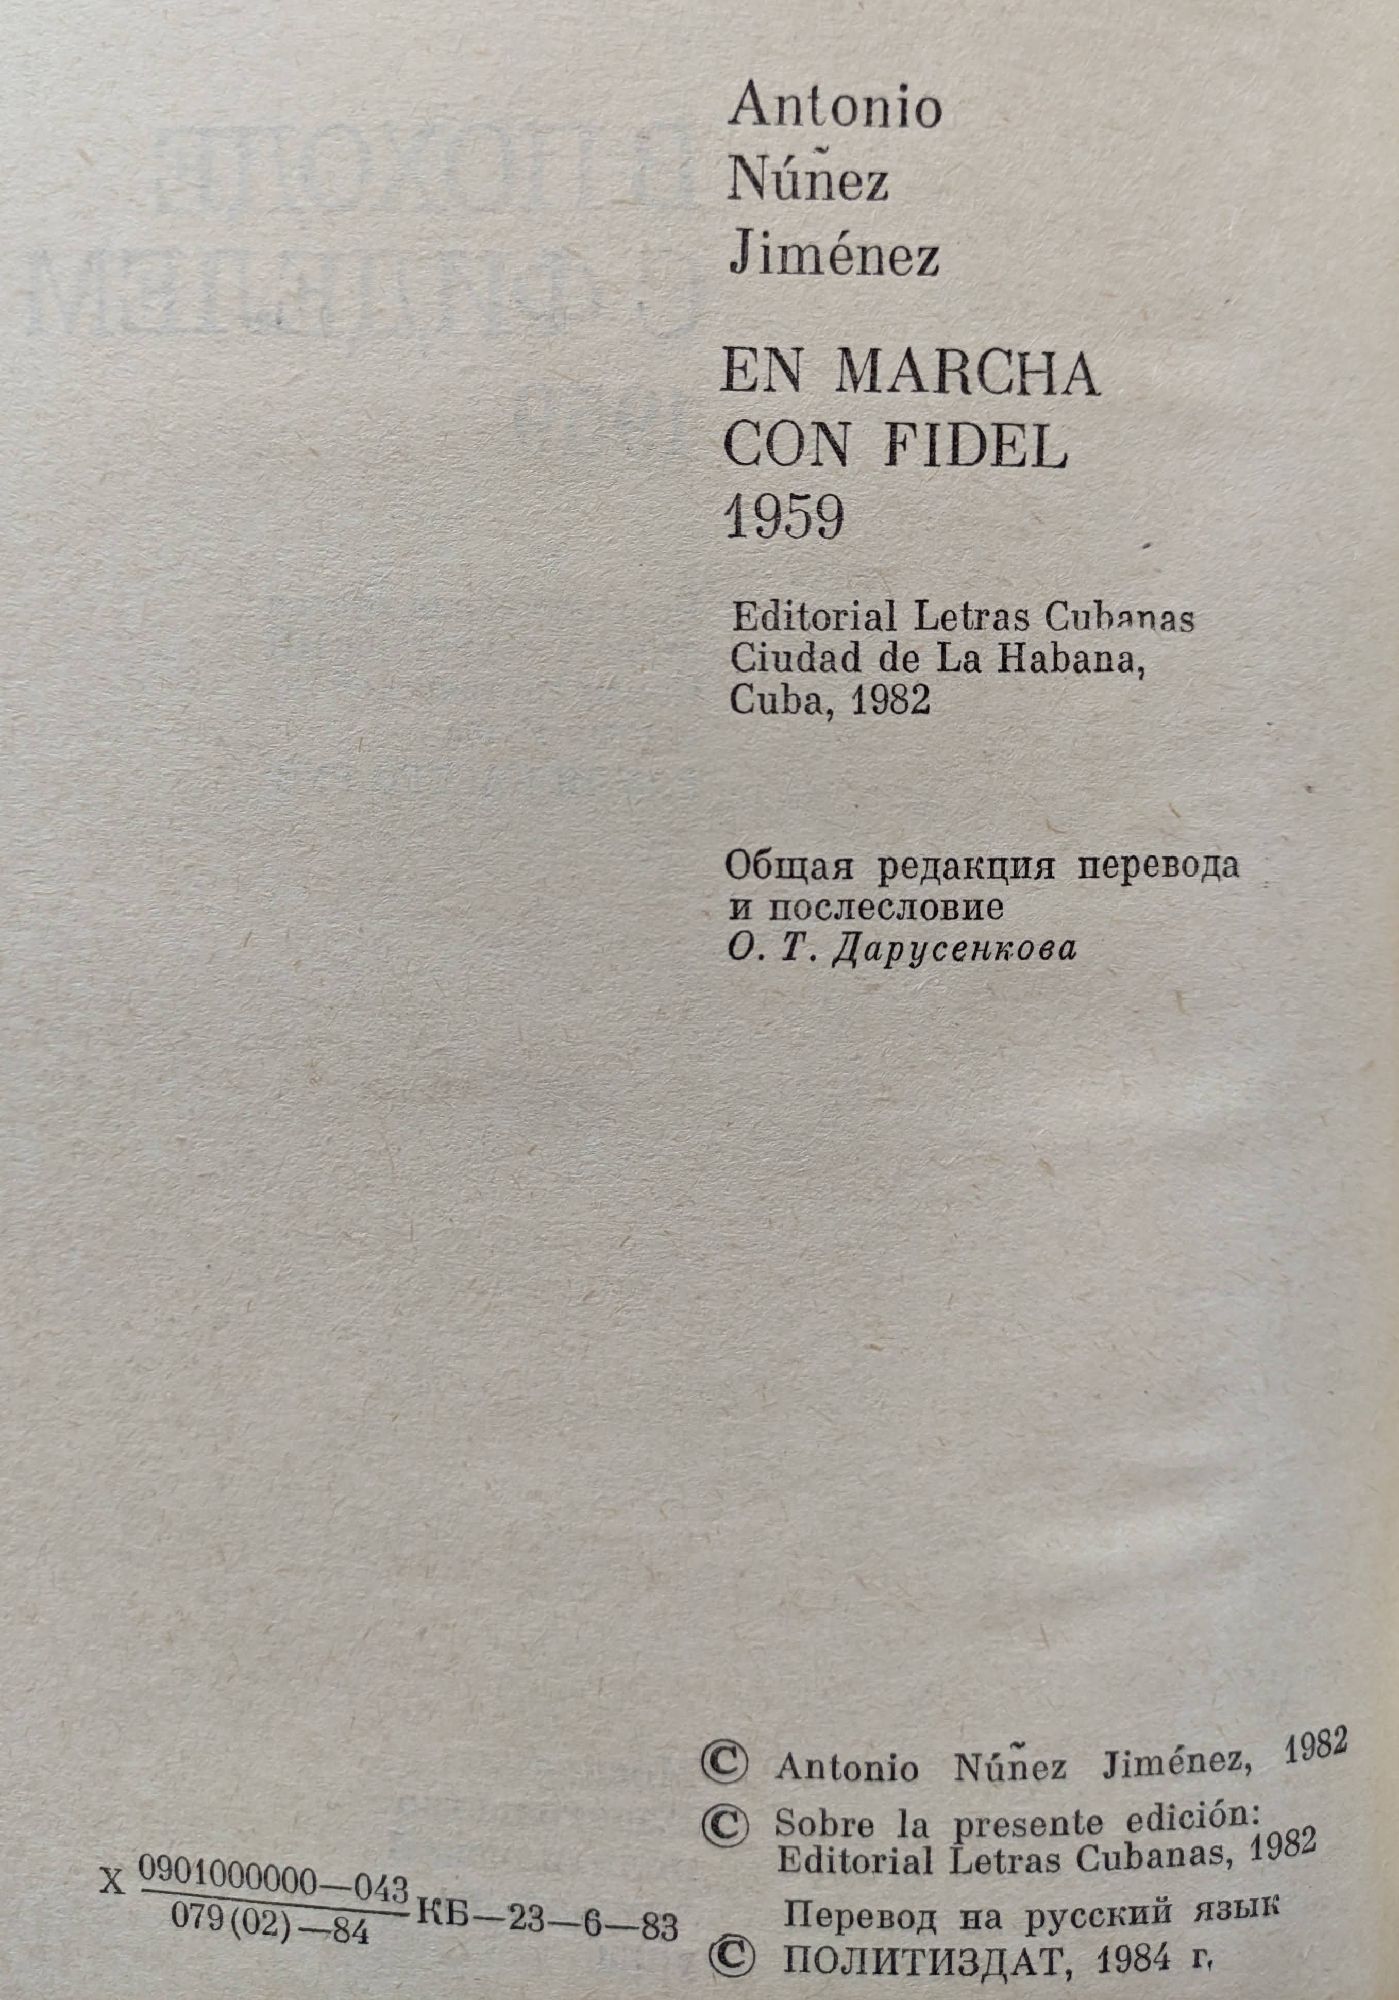 Antonio
Núñez
Jiménez
EN MARCHA
CON FIDEL
1959
Editorial Letras Cubanas
Ciudad de La Habana,
Cuba, 1982
Общая редакция перевода
и послесловие
О. Т. Дарусенкова
© Antonio Núñez Jiménez, 1982
© Sobre la presente edición:
Editorial Letras Cubanas, 1982
Перевод на русский язык
© ПОЛИТИЗДАТ, 1984 г.
X 0901000000—043
079(02)—84 КБ—23—6—83